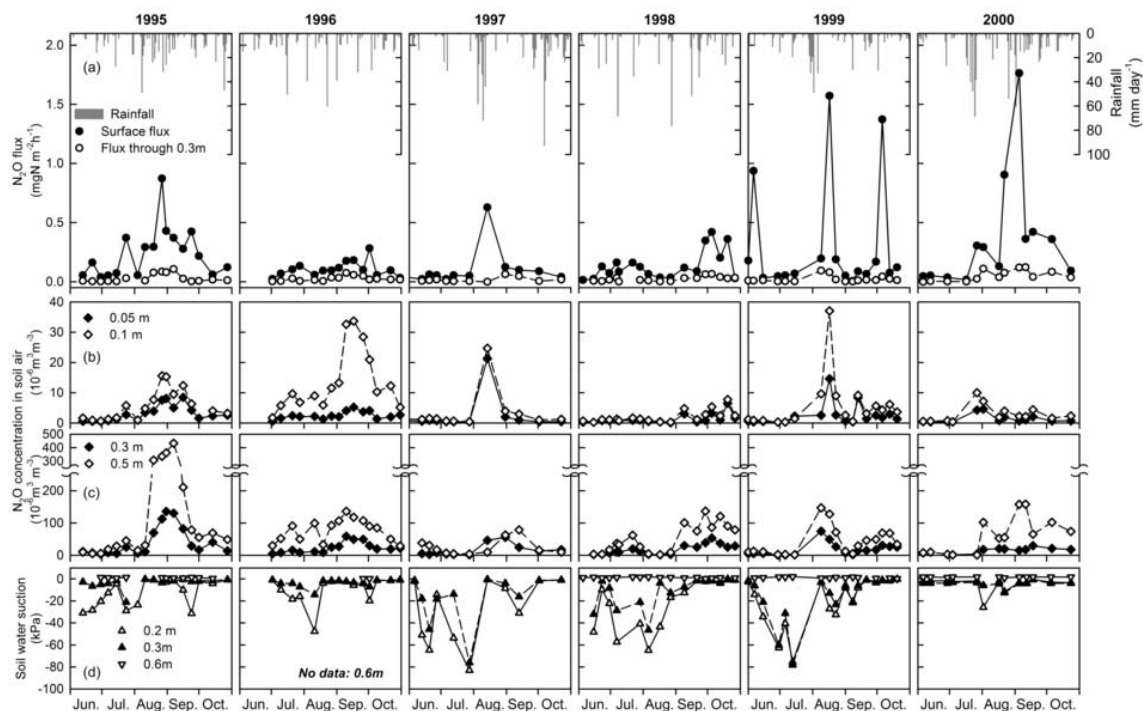 1995 1996 1997 1998 1999 2000
2.0
1.5
1.0
0.5
0.0
N₂O flux
(mgN m⁻²h⁻¹)
(a)
Rainfall
Surface flux
Flux through 0.3m
0
20
40
60
80
100
Rainfall
(mm day⁻¹)
40
30
20
10
0
0.05 m
0.1 m
(b)
N₂O concentration in soil air
(10⁻⁶m³m⁻³)
500
400
300
200
100
0
0.3 m
0.5 m
(c)
(10⁻⁶m³ m⁻³)
0
-20
-40
-60
-80
-100
Soil water suction
(kPa)
0.2 m
0.3m
0.6m
(d)
No data: 0.6m
Jun. Jul. Aug. Sep. Oct. Jun. Jul. Aug. Sep. Oct. Jun. Jul. Aug. Sep. Oct. Jun. Jul. Aug. Sep. Oct. Jun. Jul. Aug. Sep. Oct. Jun. Jul. Aug. Sep. Oct.